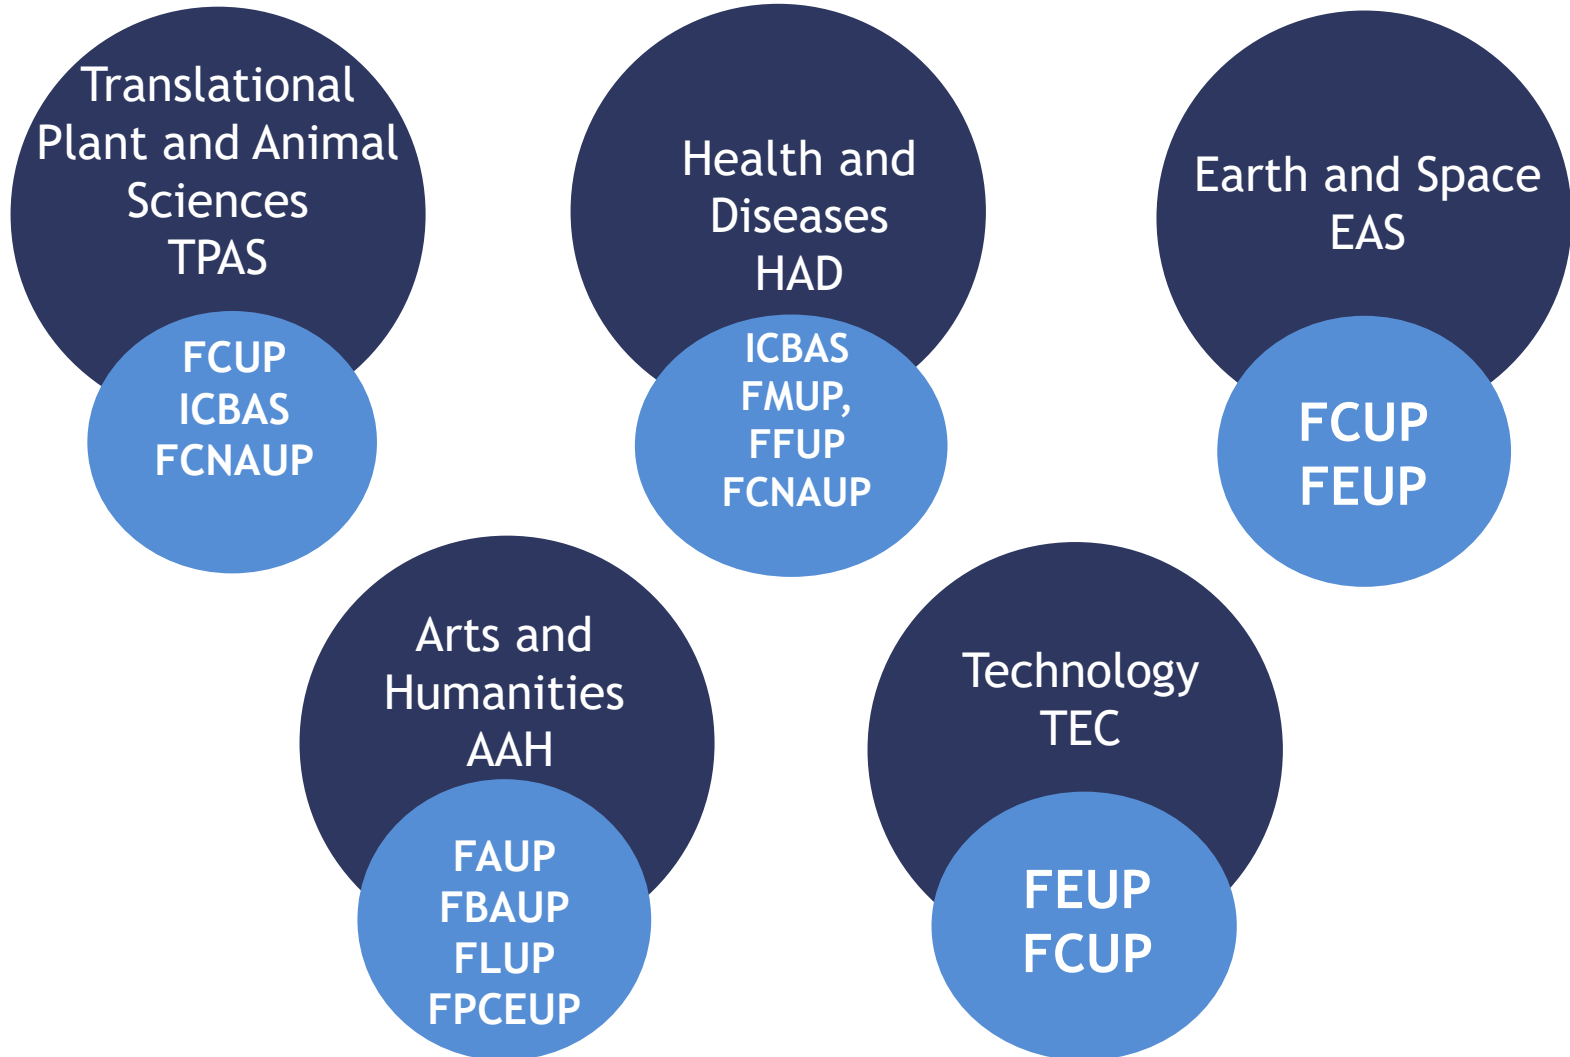 Translational
Plant and Animal
Sciences
TPAS
FCUP
ICBAS
FCNAUP
Health and
Diseases
HAD
ICBAS
FMUP,
FFUP
FCNAUP
Earth and Space
EAS
FCUP
FEUP
Arts and
Humanities
AAH
FAUP
FBAUP
FLUP
FPCEUP
Technology
TEC
FEUP
FCUP